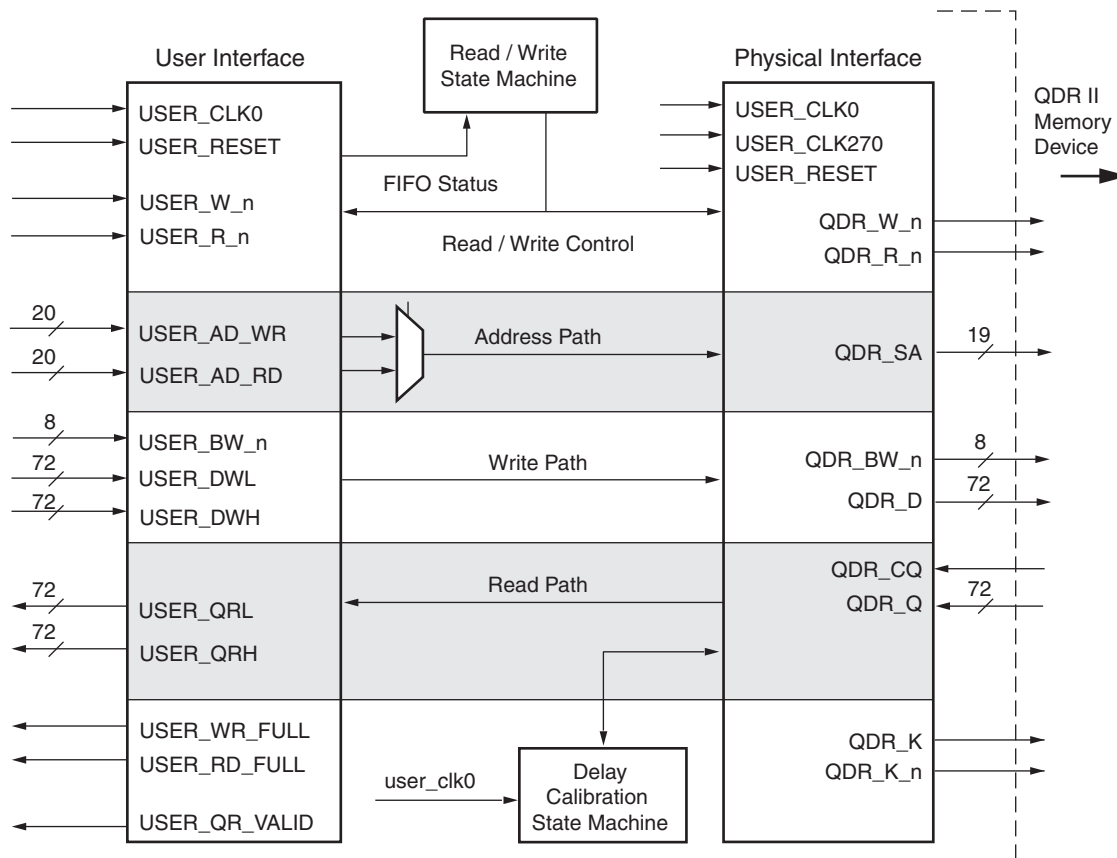 User Interface
Read / Write
State Machine
Physical Interface
QDR II
Memory
Device
USER_CLK0
USER_RESET
USER_W_n
USER_R_n
FIFO Status
Read / Write Control
USER_CLK0
USER_CLK270
USER_RESET
QDR_W_n
QDR_R_n
20
USER_AD_WR
20
USER_AD_RD
Address Path
QDR_SA
19
8
USER_BW_n
72
USER_DWL
72
USER_DWH
Write Path
QDR_BW_n
8
QDR_D
72
72
USER_QRL
72
USER_QRH
Read Path
QDR_CQ
QDR_Q
72
USER_WR_FULL
USER_RD_FULL
USER_QR_VALID
user_clk0
Delay
Calibration
State Machine
QDR_K
QDR_K_n